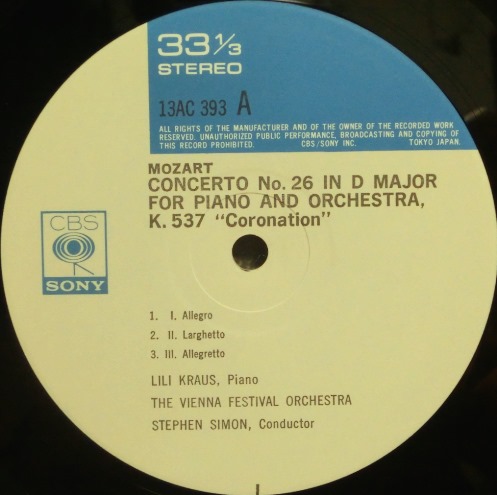 33 1/3
STEREO
13AC 393 A
ALL RIGHTS OF THE MANUFACTURER AND OF THE OWNER OF THE RECORDED WORK
RESERVED. UNAUTHORIZED PUBLIC PERFORMANCE, BROADCASTING AND COPYING OF
THIS RECORD PROHIBITED. CBS/SONY INC. TOKYO JAPAN.
MOZART
CONCERTO No. 26 IN D MAJOR
FOR PIANO AND ORCHESTRA,
K. 537 "Coronation"
CBS
SONY
1. I. Allegro
2. II. Larghetto
3. III. Allegretto
LILI KRAUS, Piano
THE VIENNA FESTIVAL ORCHESTRA
STEPHEN SIMON, Conductor